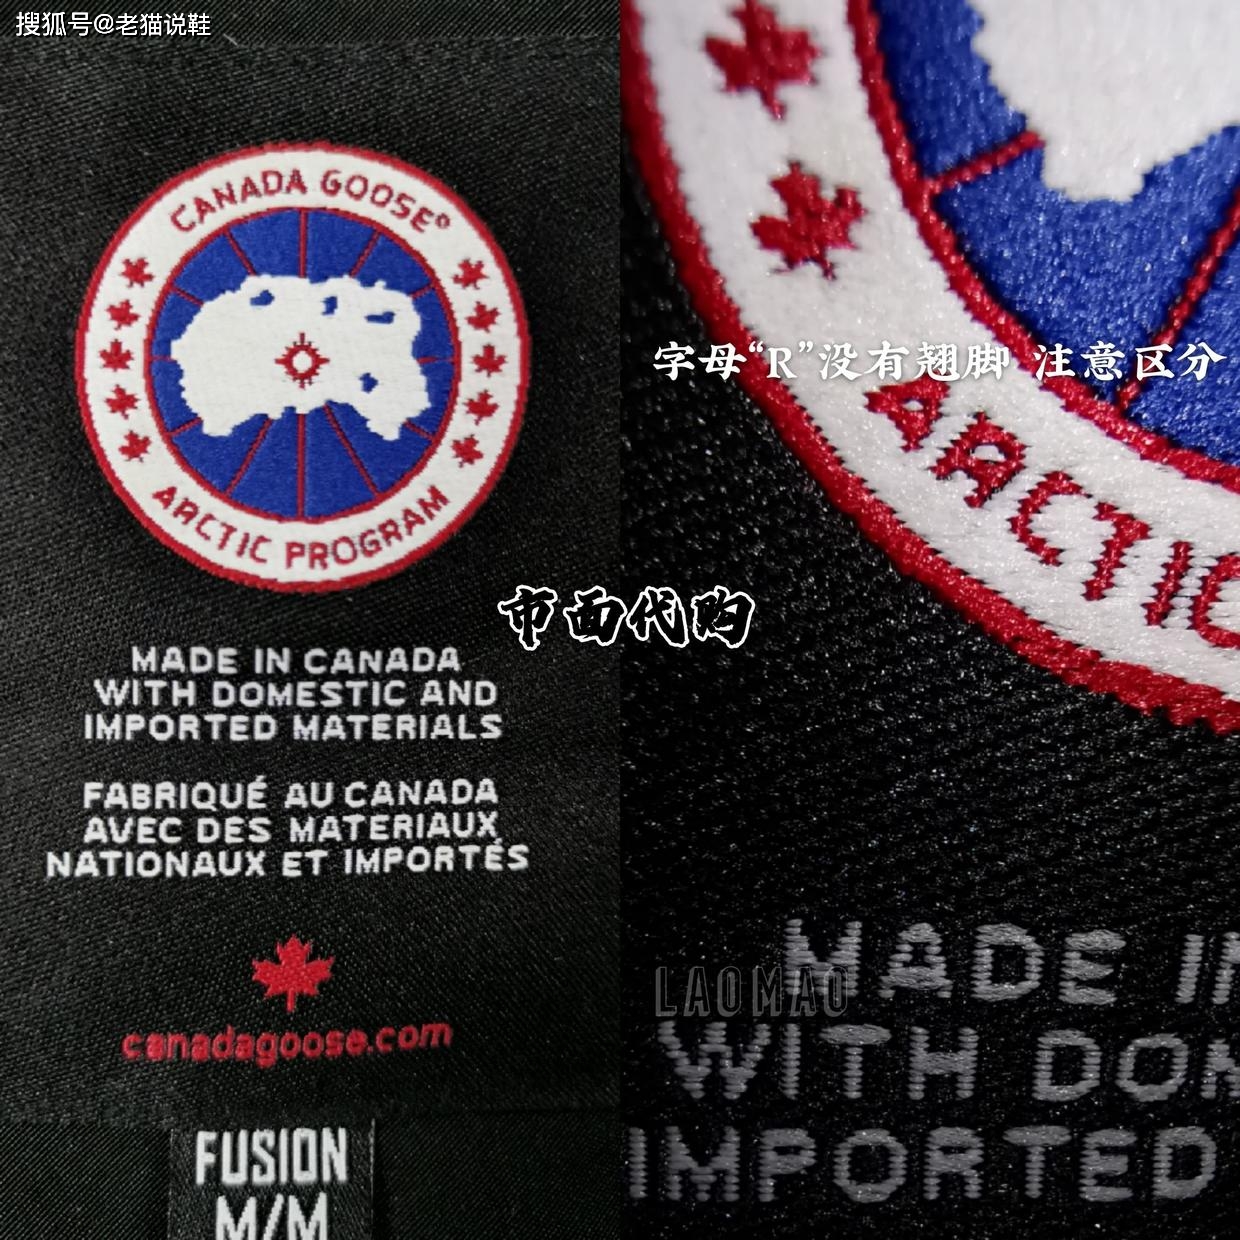 搜狐号@老猫说鞋
CANADA GOOSE®
ARCTIC PROGRAM
MADE IN CANADA
WITH DOMESTIC AND
IMPORTED MATERIALS
FABRIQUÉ AU CANADA
AVEC DES MATERIAUX
NATIONAUX ET IMPORTÉS
canadagoose.com
FUSION
M/M
字母“R”没有翘脚 注意区分
ARCTIC
市面代购
MADE IN
LAOMAO
WITH DOM
IMPORTED